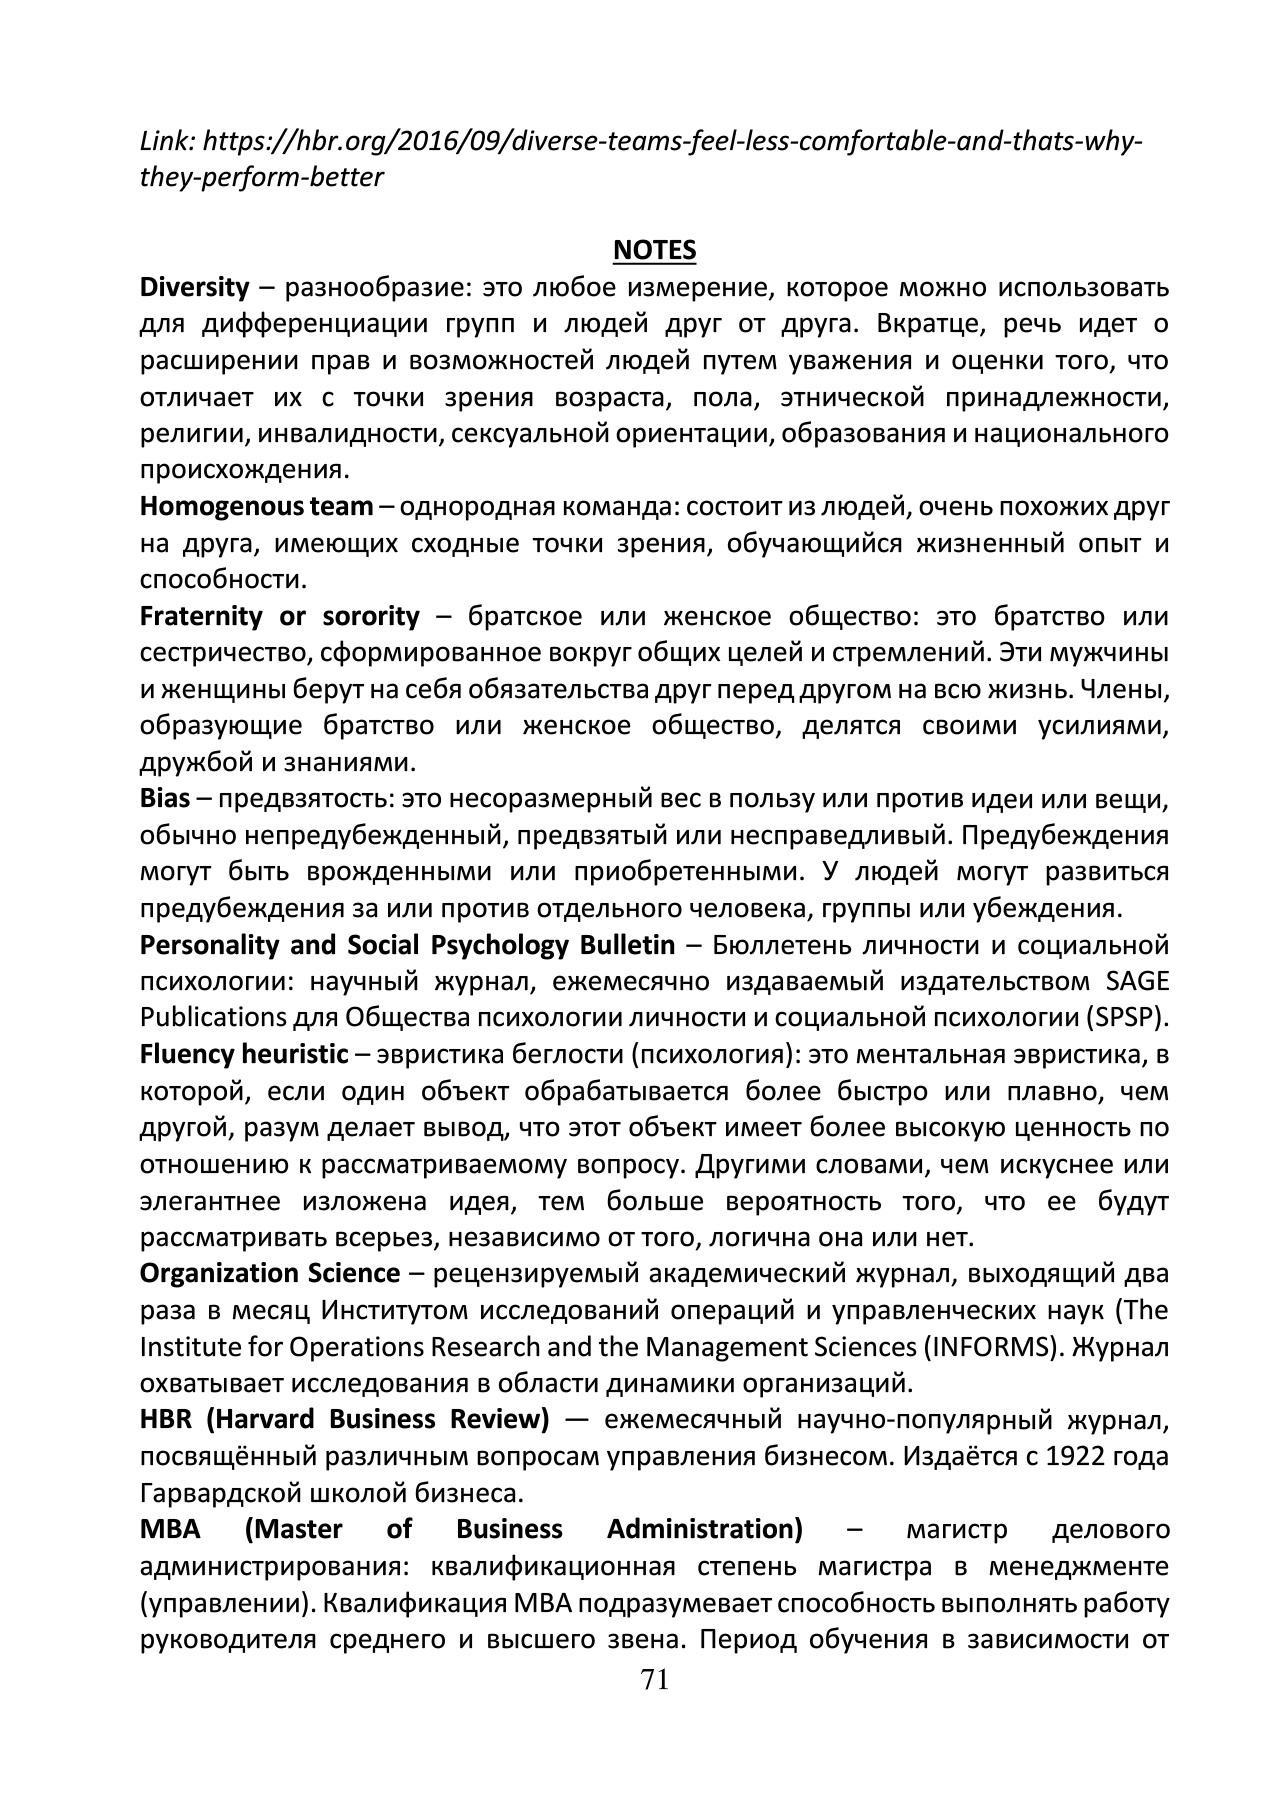 Link: https://hbr.org/2016/09/diverse-teams-feel-less-comfortable-and-thats-why-
they-perform-better
NOTES
Diversity – разнообразие: это любое измерение, которое можно использовать
для дифференциации групп и людей друг от друга. Вкратце, речь идет о
расширении прав и возможностей людей путем уважения и оценки того, что
отличает их с точки зрения возраста, пола, этнической принадлежности,
религии, инвалидности, сексуальной ориентации, образования и национального
происхождения.
Homogenous team – однородная команда: состоит из людей, очень похожих друг
на друга, имеющих сходные точки зрения, обучающийся жизненный опыт и
способности.
Fraternity or sorority – братское или женское общество: это братство или
сестричество, сформированное вокруг общих целей и стремлений. Эти мужчины
и женщины берут на себя обязательства друг перед другом на всю жизнь. Члены,
образующие братство или женское общество, делятся своими усилиями,
дружбой и знаниями.
Bias – предвзятость: это несоразмерный вес в пользу или против идеи или вещи,
обычно непредубежденный, предвзятый или несправедливый. Предубеждения
могут быть врожденными или приобретенными. У людей могут развиться
предубеждения за или против отдельного человека, группы или убеждения.
Personality and Social Psychology Bulletin – Бюллетень личности и социальной
психологии: научный журнал, ежемесячно издаваемый издательством SAGE
Publications для Общества психологии личности и социальной психологии (SPSP).
Fluency heuristic – эвристика беглости (психология): это ментальная эвристика, в
которой, если один объект обрабатывается более быстро или плавно, чем
другой, разум делает вывод, что этот объект имеет более высокую ценность по
отношению к рассматриваемому вопросу. Другими словами, чем искуснее или
элегантнее изложена идея, тем больше вероятность того, что ее будут
рассматривать всерьез, независимо от того, логична она или нет.
Organization Science – рецензируемый академический журнал, выходящий два
раза в месяц Институтом исследований операций и управленческих наук (The
Institute for Operations Research and the Management Sciences (INFORMS). Журнал
охватывает исследования в области динамики организаций.
HBR (Harvard Business Review) — ежемесячный научно-популярный журнал,
посвящённый различным вопросам управления бизнесом. Издаётся с 1922 года
Гарвардской школой бизнеса.
MBA (Master of Business Administration) – магистр делового
администрирования: квалификационная степень магистра в менеджменте
(управлении). Квалификация MBA подразумевает способность выполнять работу
руководителя среднего и высшего звена. Период обучения в зависимости от
71